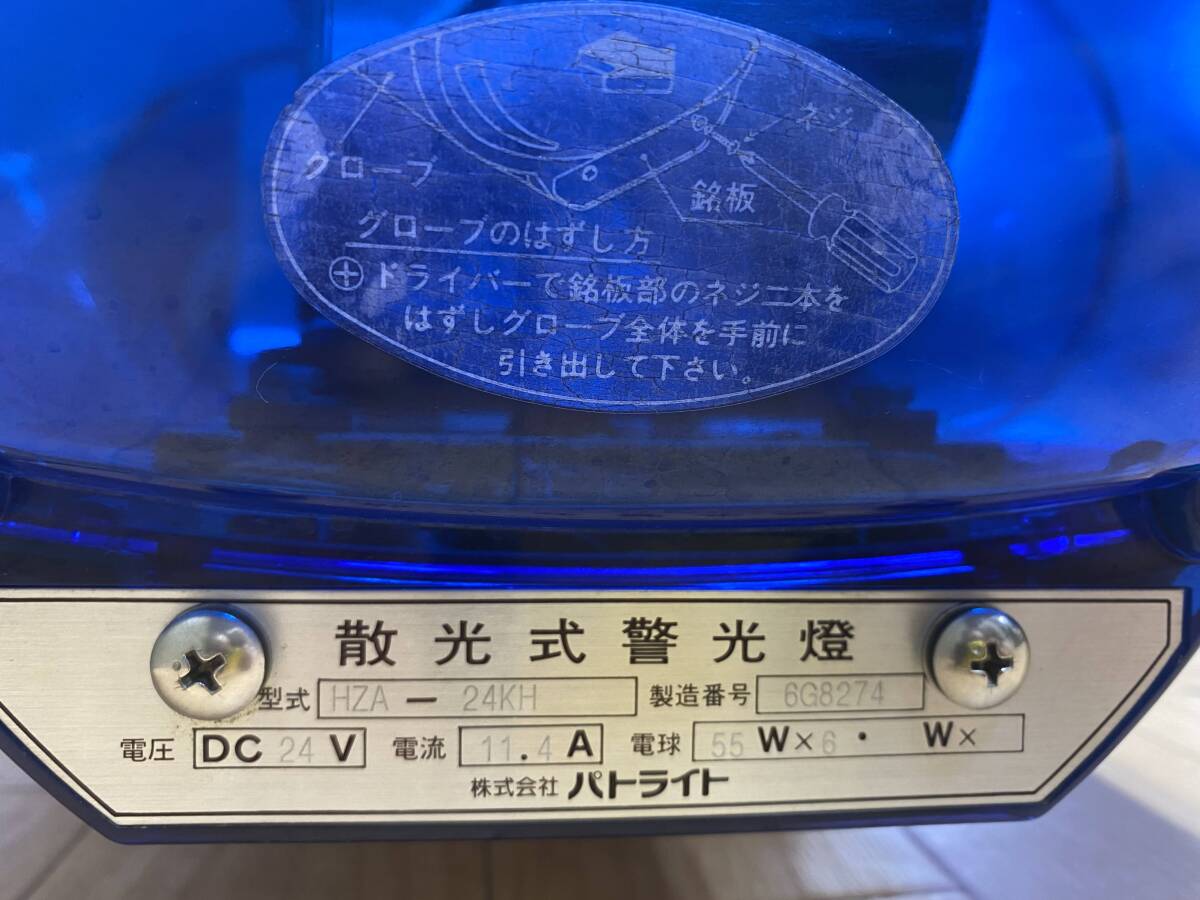 ネジ
グローブ
銘板
グローブのはずし方
⊕ドライバーで銘板部のネジ二本を
はずしグローブ全体を手前に
引き出して下さい。
散光式警光燈
型式 HZA － 24KH 製造番号 6G8274
電圧 DC 24 V 電流 11.4 A 電球 55 W×6・ W×
株式会社 パトライト